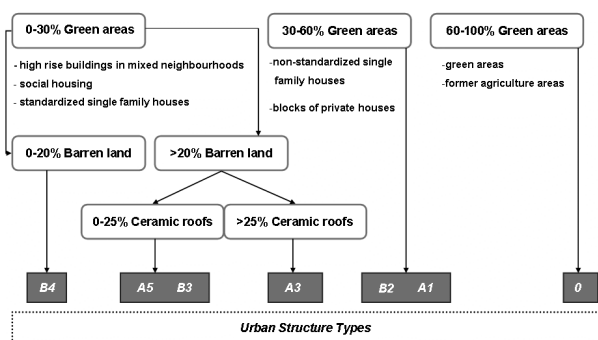 0-30% Green areas
30-60% Green areas
60-100% Green areas
- high rise buildings in mixed neighbourhoods
- social housing
- standardized single family houses
-non-standardized single
family houses
-blocks of private houses
-green areas
-former agriculture areas
0-20% Barren land
>20% Barren land
0-25% Ceramic roofs
>25% Ceramic roofs
B4
A5 B3
A3
B2 A1
0
Urban Structure Types